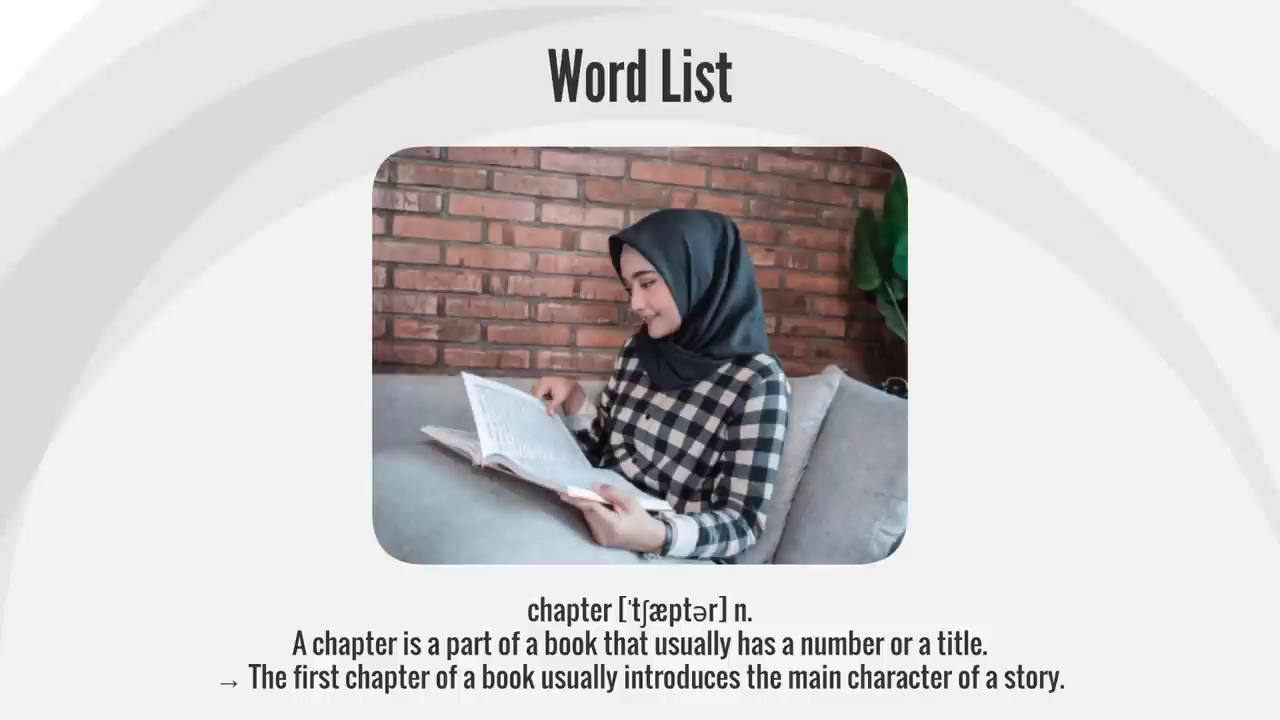 Word List
chapter [ˈtʃæptər] n.
A chapter is a part of a book that usually has a number or a title.
→ The first chapter of a book usually introduces the main character of a story.